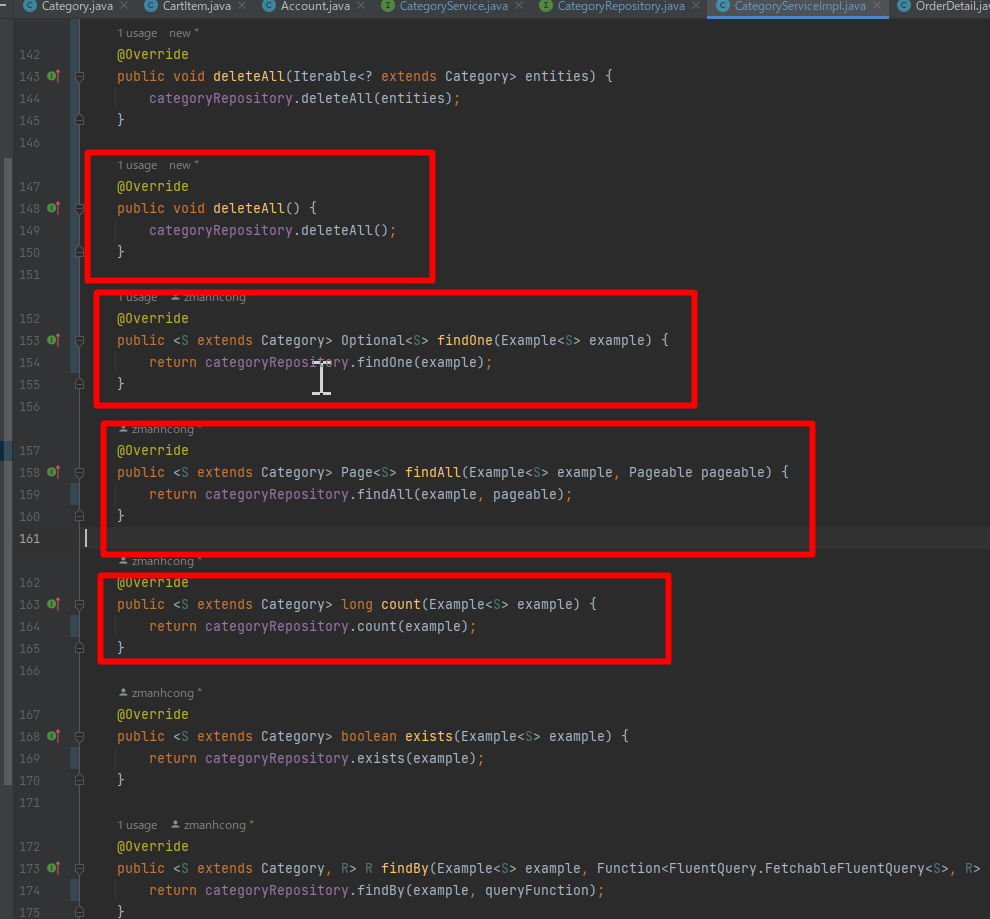 Category.java CartItem.java Account.java CategoryService.java CategoryRepository.java CategoryServiceImpl.java OrderDetail.jav
1 usage new *
142 @Override
143 public void deleteAll(Iterable<? extends Category> entities) {
144 categoryRepository.deleteAll(entities);
145 }
146
1 usage new *
147 @Override
148 public void deleteAll() {
149 categoryRepository.deleteAll();
150 }
151
1 usage zmanhcong
152 @Override
153 public <S extends Category> Optional<S> findOne(Example<S> example) {
154 return categoryRepository.findOne(example);
155 }
156
zmanhcong *
157 @Override
158 public <S extends Category> Page<S> findAll(Example<S> example, Pageable pageable) {
159 return categoryRepository.findAll(example, pageable);
160 }
161
zmanhcong *
162 @Override
163 public <S extends Category> long count(Example<S> example) {
164 return categoryRepository.count(example);
165 }
166
zmanhcong *
167 @Override
168 public <S extends Category> boolean exists(Example<S> example) {
169 return categoryRepository.exists(example);
170 }
171
1 usage zmanhcong *
172 @Override
173 public <S extends Category, R> R findBy(Example<S> example, Function<FluentQuery.FetchableFluentQuery<S>, R>
174 return categoryRepository.findBy(example, queryFunction);
175 }